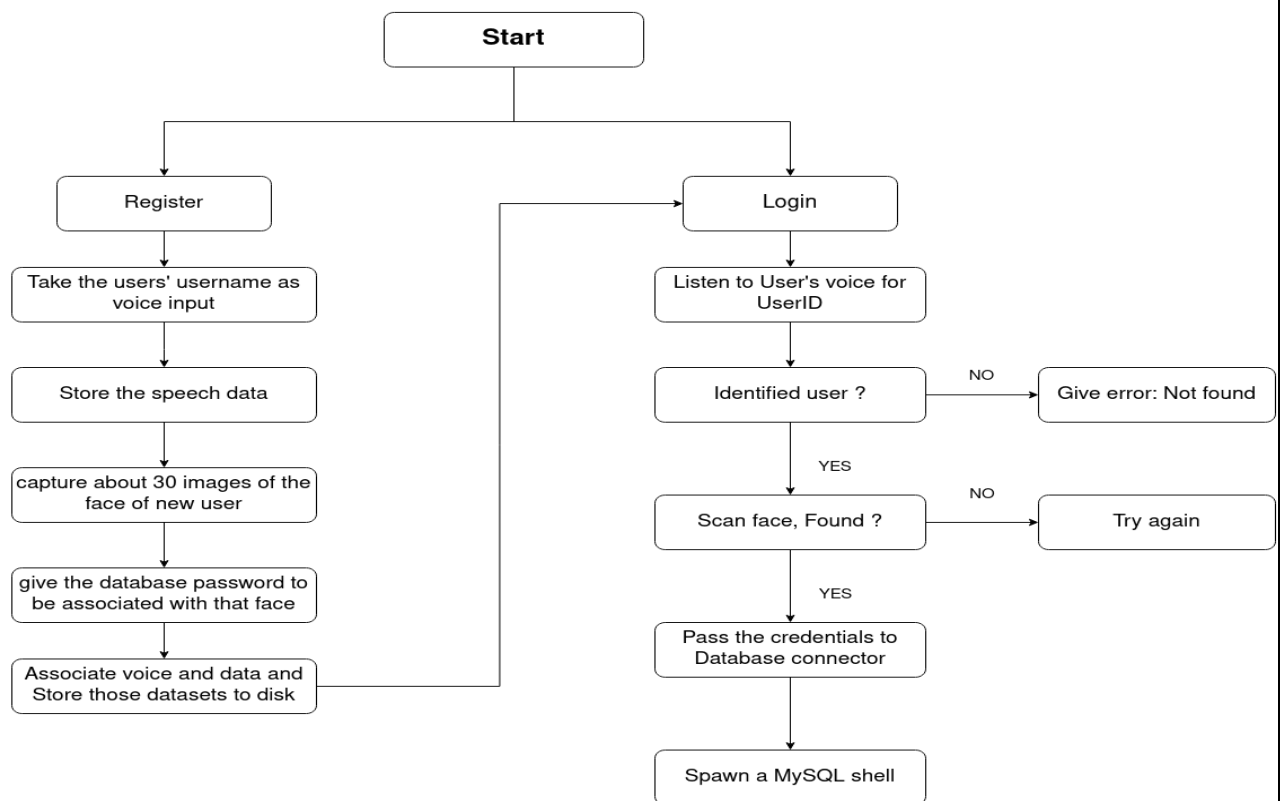 Start
Register
Take the users' username as
voice input
Store the speech data
capture about 30 images of the
face of new user
give the database password to
be associated with that face
Associate voice and data and
Store those datasets to disk
Login
Listen to User's voice for
UserID
Identified user ?
NO
Give error: Not found
YES
Scan face, Found ?
NO
Try again
YES
Pass the credentials to
Database connector
Spawn a MySQL shell